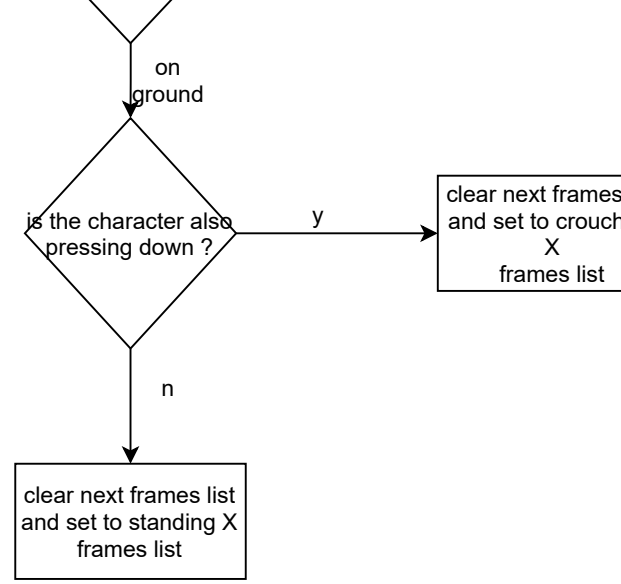 on
ground
is the character also
pressing down ?
y
clear next frames
and set to crouch
X
frames list
n
clear next frames list
and set to standing X
frames list